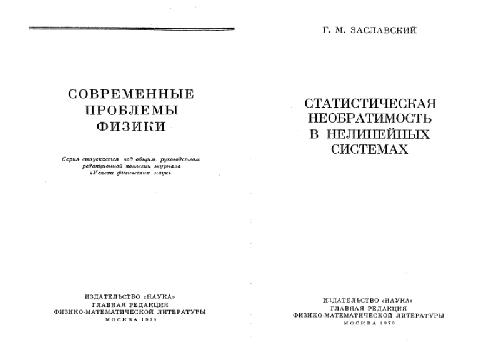 СОВРЕМЕННЫЕ
ПРОБЛЕМЫ
ФИЗИКИ
Серия выпускается под общим руководством
редакционной коллегии журнала
«Успехи физических наук»
ИЗДАТЕЛЬСТВО «НАУКА»
ГЛАВНАЯ РЕДАКЦИЯ
ФИЗИКО-МАТЕМАТИЧЕСКОЙ ЛИТЕРАТУРЫ
МОСКВА 1970
Г. М. ЗАСЛАВСКИЙ
СТАТИСТИЧЕСКАЯ
НЕОБРАТИМОСТЬ
В НЕЛИНЕЙНЫХ
СИСТЕМАХ
ИЗДАТЕЛЬСТВО «НАУКА»
ГЛАВНАЯ РЕДАКЦИЯ
ФИЗИКО-МАТЕМАТИЧЕСКОЙ ЛИТЕРАТУРЫ
МОСКВА 1970